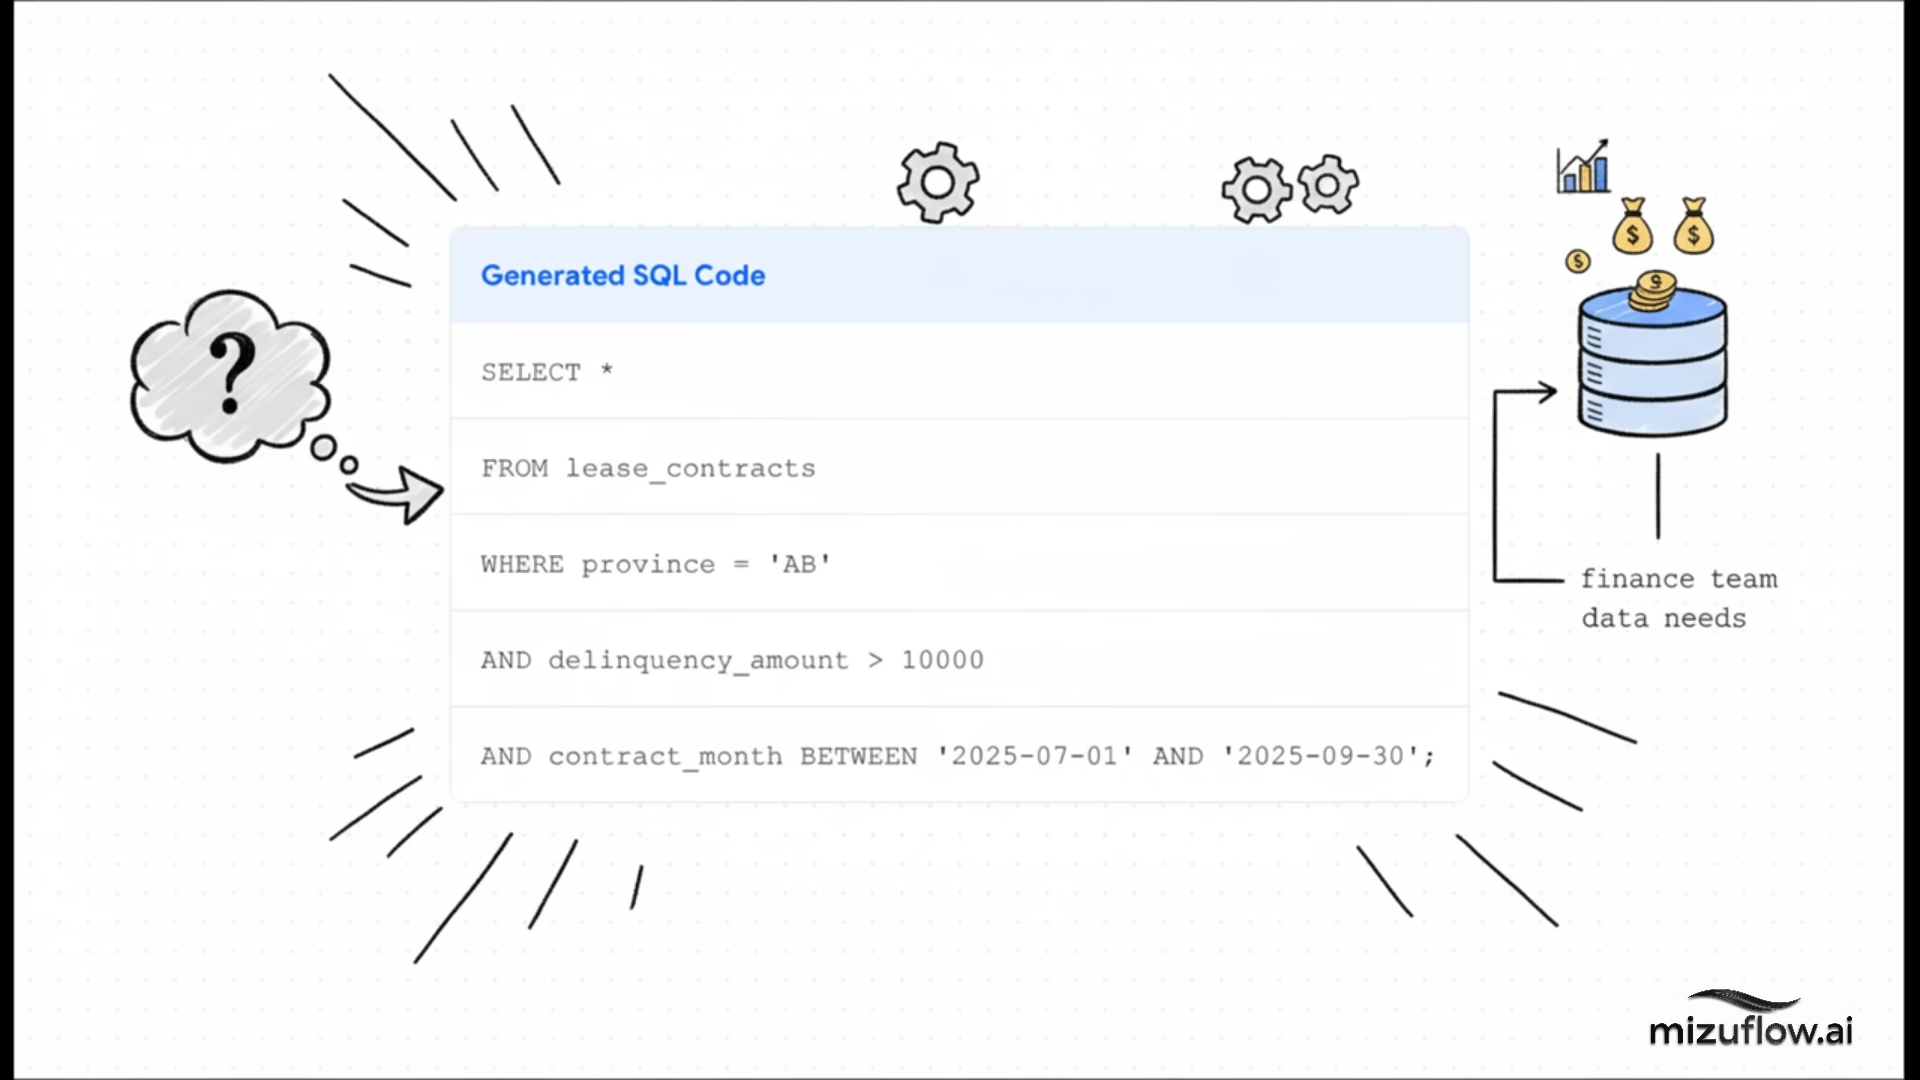 Generated SQL Code
SELECT *
FROM lease_contracts
WHERE province = 'AB'
AND delinquency_amount > 10000
AND contract_month BETWEEN '2025-07-01' AND '2025-09-30';
?
$
$
$
$
finance team
data needs
mizuflow.ai